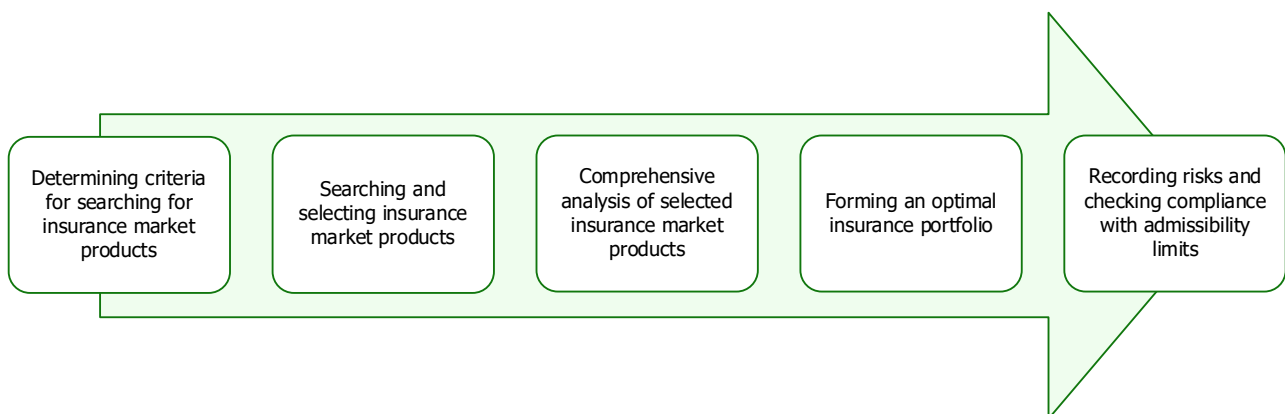 Determining criteria
for searching for
insurance market
products
Searching and
selecting insurance
market products
Comprehensive
analysis of selected
insurance market
products
Forming an optimal
insurance portfolio
Recording risks and
checking compliance
with admissibility
limits